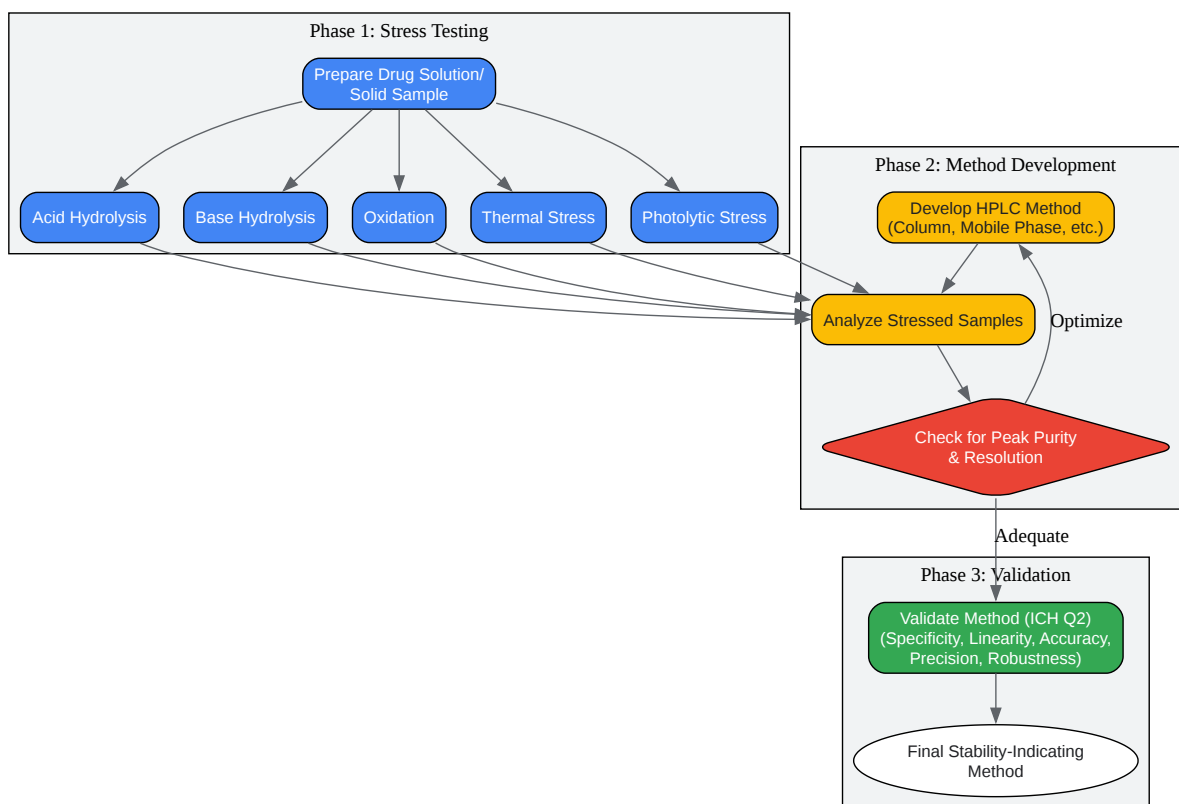 Phase 1: Stress Testing
Prepare Drug Solution/
Solid Sample
Acid Hydrolysis
Base Hydrolysis
Oxidation
Thermal Stress
Photolytic Stress
Phase 2: Method Development
Develop HPLC Method
(Column, Mobile Phase, etc.)
Analyze Stressed Samples
Optimize
Check for Peak Purity
& Resolution
Adequate
Phase 3: Validation
Validate Method (ICH Q2)
(Specificity, Linearity, Accuracy,
Precision, Robustness)
Final Stability-Indicating
Method